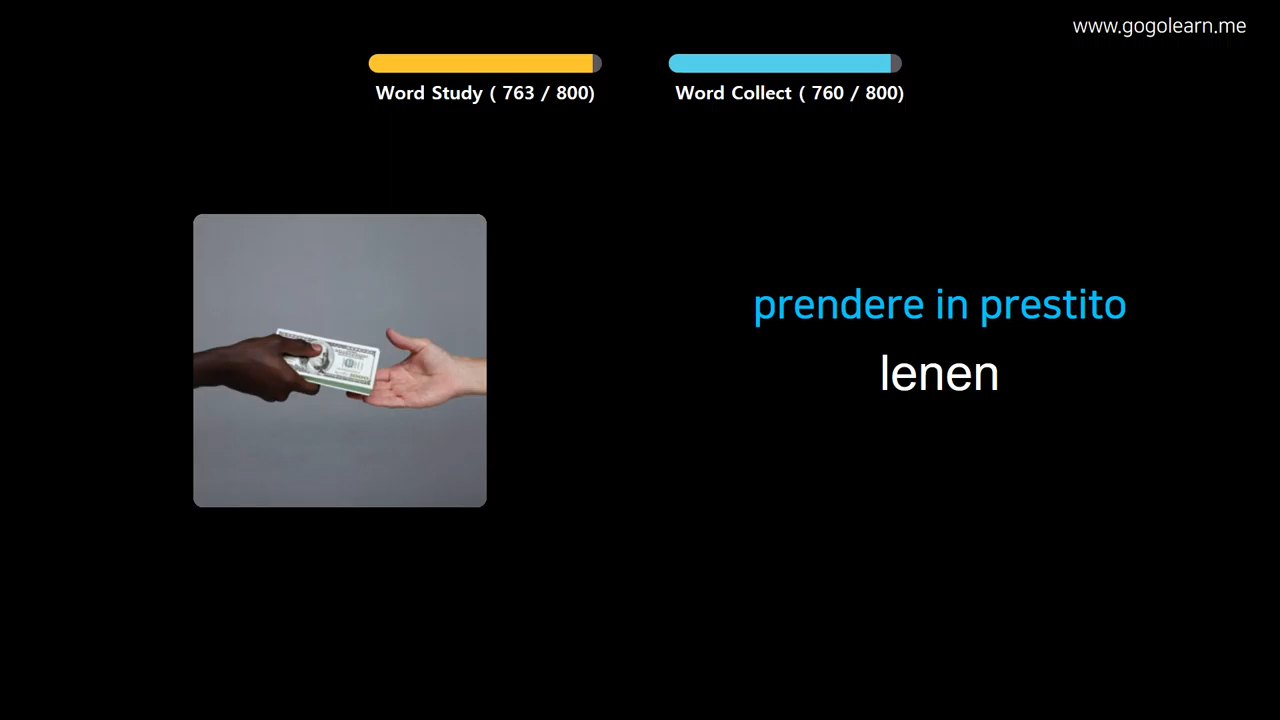 www.gogolearn.me
Word Study ( 763 / 800)
Word Collect ( 760 / 800)
prendere in prestito
lenen